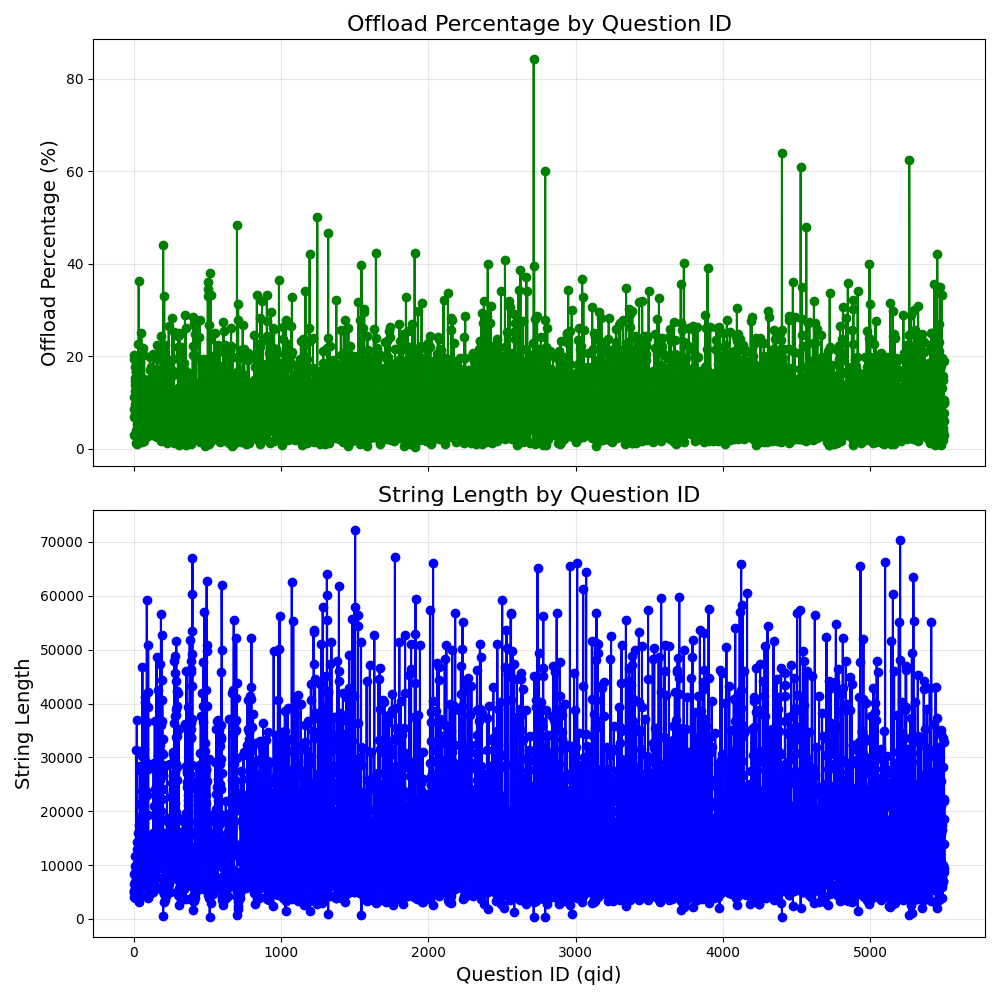 Offload Percentage by Question ID
Offload Percentage (%)
80
60
40
20
0
String Length by Question ID
String Length
70000
60000
50000
40000
30000
20000
10000
0
0 1000 2000 3000 4000 5000
Question ID (qid)